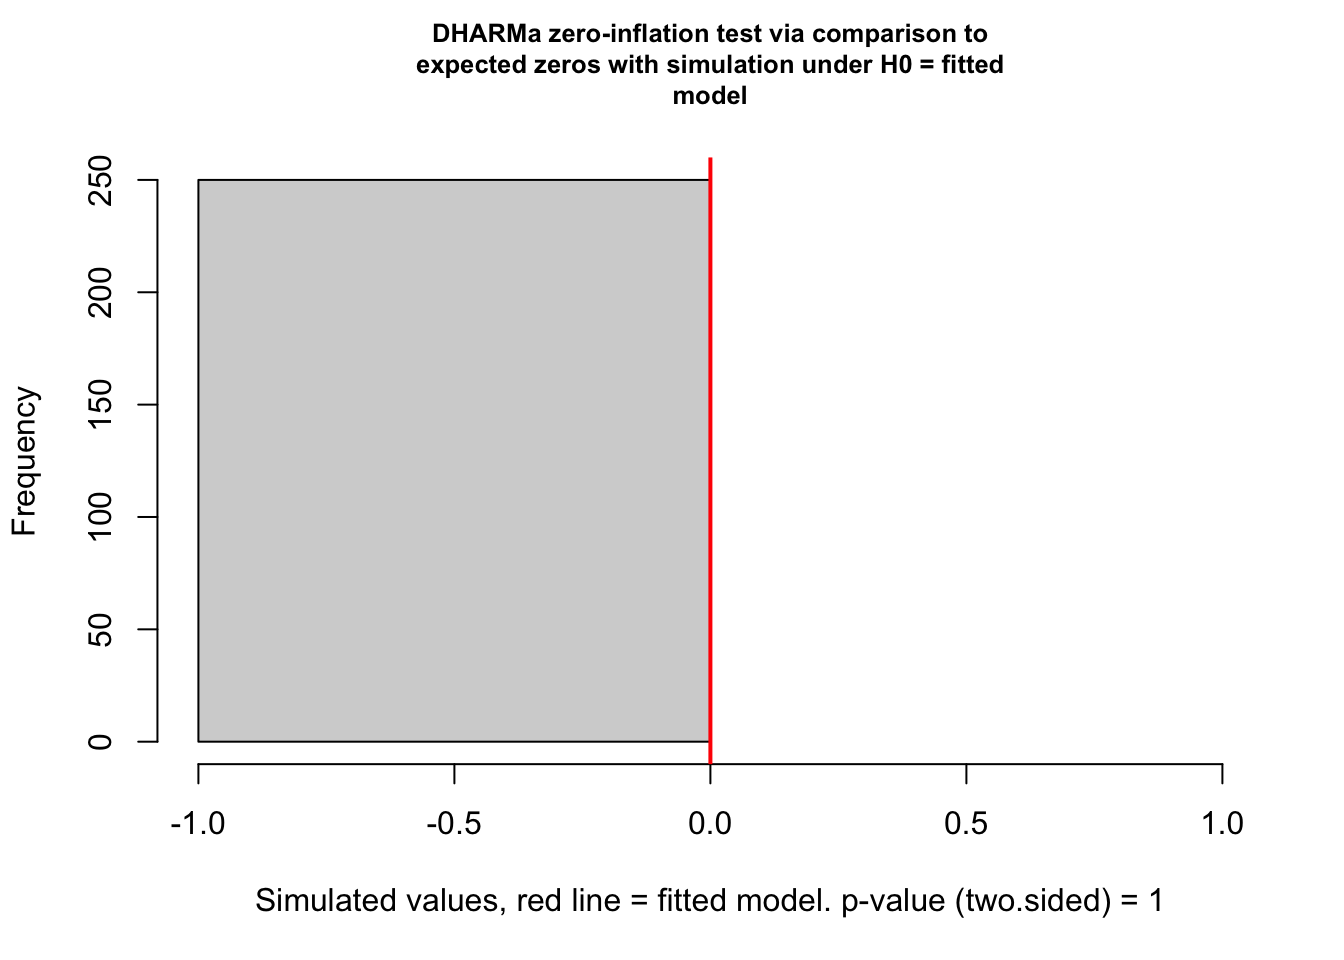 DHARMa zero-inflation test via comparison to
expected zeros with simulation under H0 = fitted
model
Frequency
250
200
150
100
50
0
-1.0 -0.5 0.0 0.5 1.0
Simulated values, red line = fitted model. p-value (two.sided) = 1